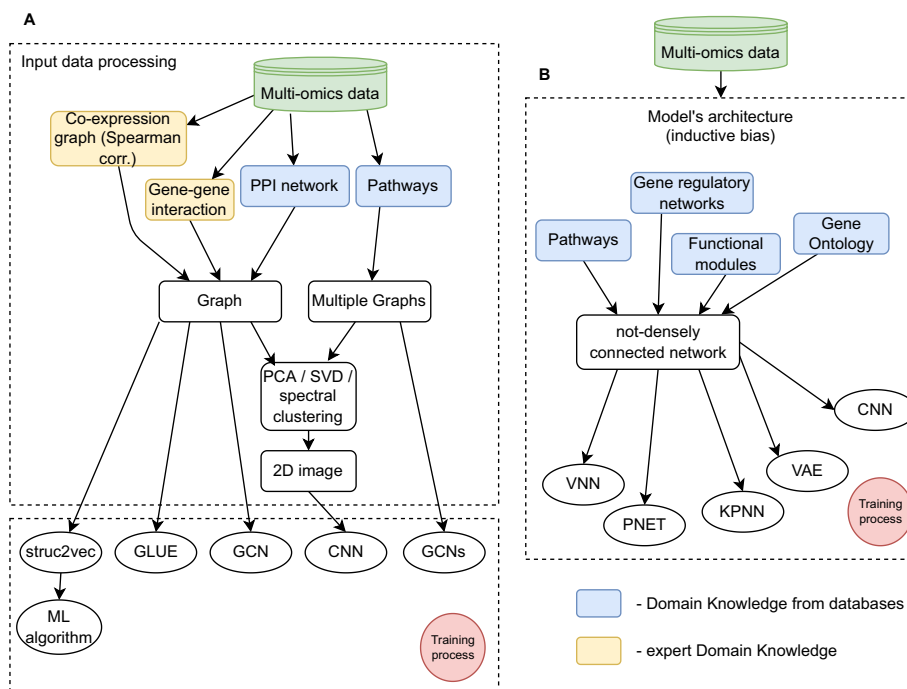 A
Input data processing
Multi-omics data
Co-expression
graph (Spearman
corr.)
Gene-gene
interaction
PPI network
Pathways
Graph
Multiple Graphs
PCA / SVD /
spectral
clustering
2D image
struc2vec
GLUE
GCN
CNN
GCNs
ML
algorithm
Training
process
Multi-omics data
B
Model's architecture
(inductive bias)
Gene regulatory
networks
Pathways
Functional
modules
Gene
Ontology
not-densely
connected network
CNN
VAE
VNN
KPNN
PNET
Training
process
- Domain Knowledge from databases
- expert Domain Knowledge